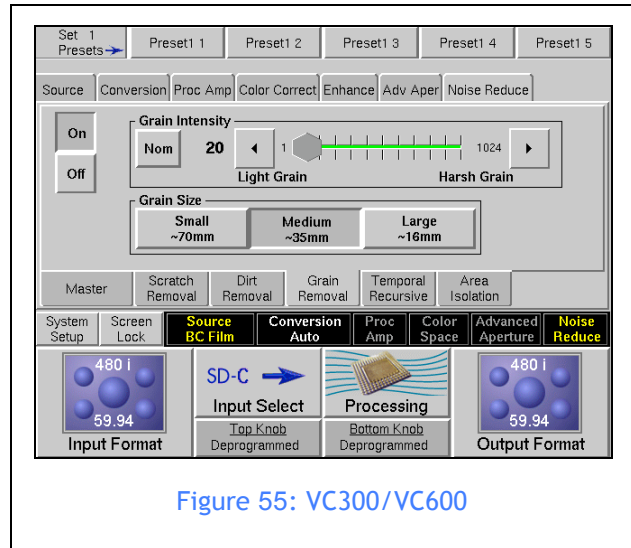 Set 1
Presets
Preset1 1
Preset1 2
Preset1 3
Preset1 4
Preset1 5
Source
Conversion
Proc Amp
Color Correct
Enhance
Adv Aper
Noise Reduce
On
Off
Grain Intensity
Nom
20
1
1024
Light Grain
Harsh Grain
Grain Size
Small
~70mm
Medium
~35mm
Large
~16mm
Master
Scratch
Removal
Dirt
Removal
Grain
Removal
Temporal
Recursive
Area
Isolation
System
Setup
Screen
Lock
Source
BC Film
Conversion
Auto
Proc
Amp
Color
Space
Advanced
Aperture
Noise
Reduce
480 i
59.94
Input Format
SD-C
Input Select
Top Knob
Deprogrammed
Processing
Bottom Knob
Deprogrammed
480 i
59.94
Output Format
Figure 55: VC300/VC600